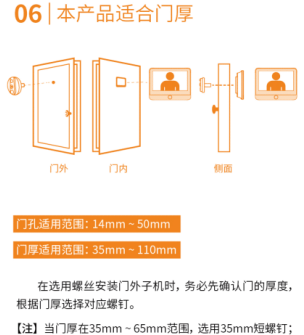 06 | 本产品适合门厚
门外 门内 侧面
门孔适用范围：14mm ~ 50mm
门厚适用范围：35mm ~ 110mm
在选用螺丝安装门外子机时，务必先确认门的厚度，
根据门厚选择对应螺钉。
【注】当门厚在35mm ~ 65mm范围，选用35mm短螺钉；